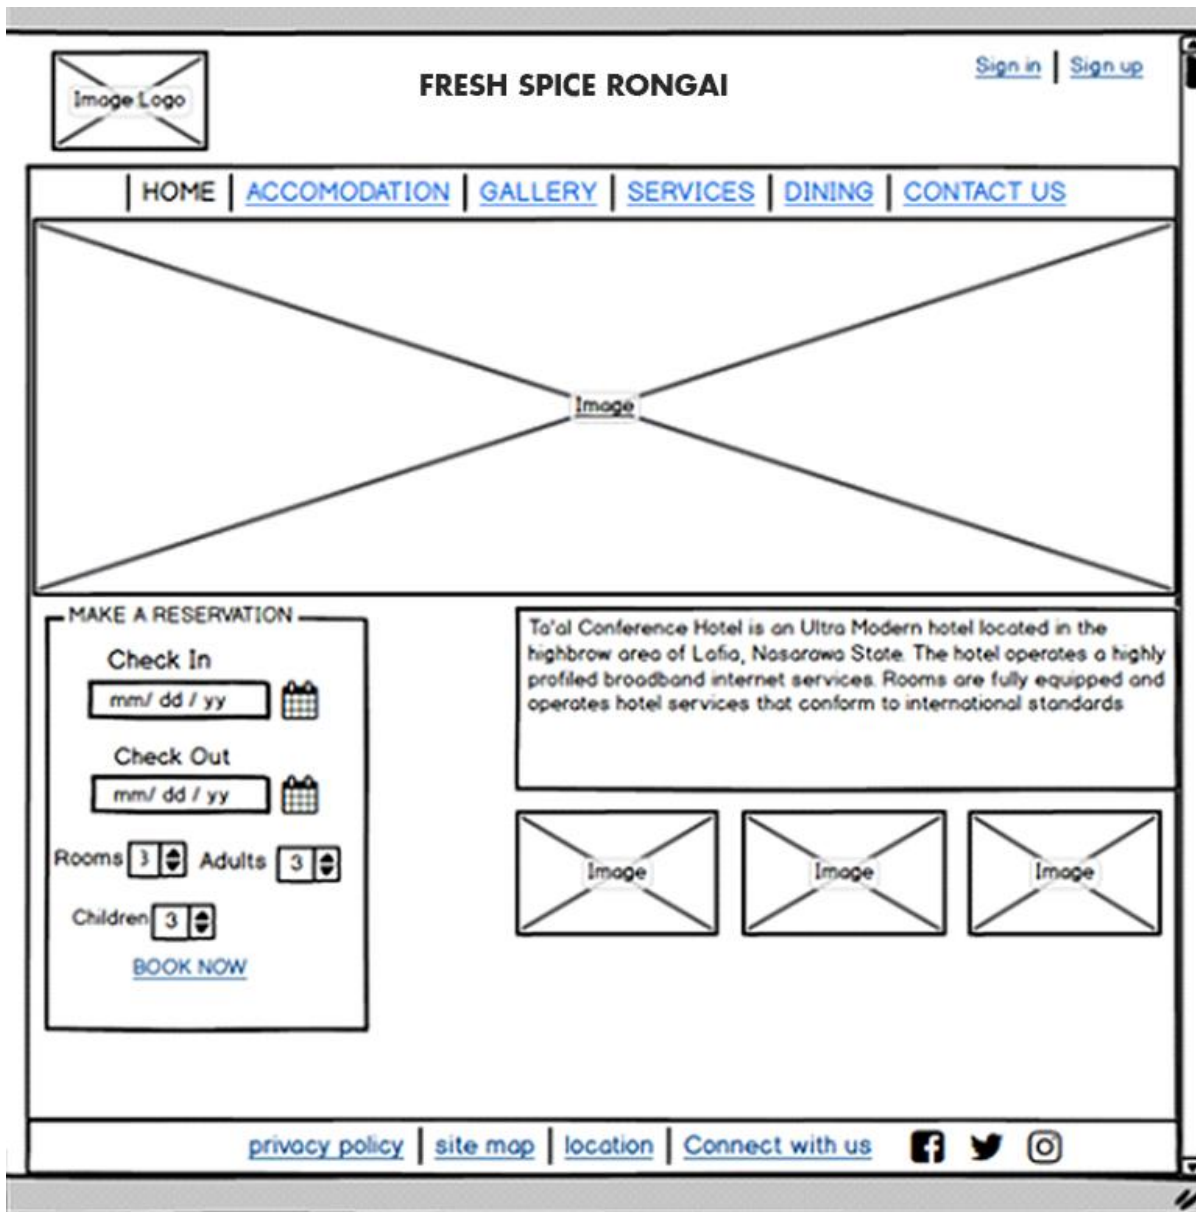 Image Logo
FRESH SPICE RONGAI
Sign in | Sign up
| HOME | ACCOMODATION | GALLERY | SERVICES | DINING | CONTACT US
Image
MAKE A RESERVATION
Check In
mm/ dd / yy
Check Out
mm/ dd / yy
Rooms 3 Adults 3
Children 3
BOOK NOW
Ta'al Conference Hotel is an Ultra Modern hotel located in the
highbrow area of Lafia, Nasarawa State. The hotel operates a highly
profiled broadband internet services. Rooms are fully equipped and
operates hotel services that conform to international standards
Image
Image
Image
privacy policy | site map | location | Connect with us